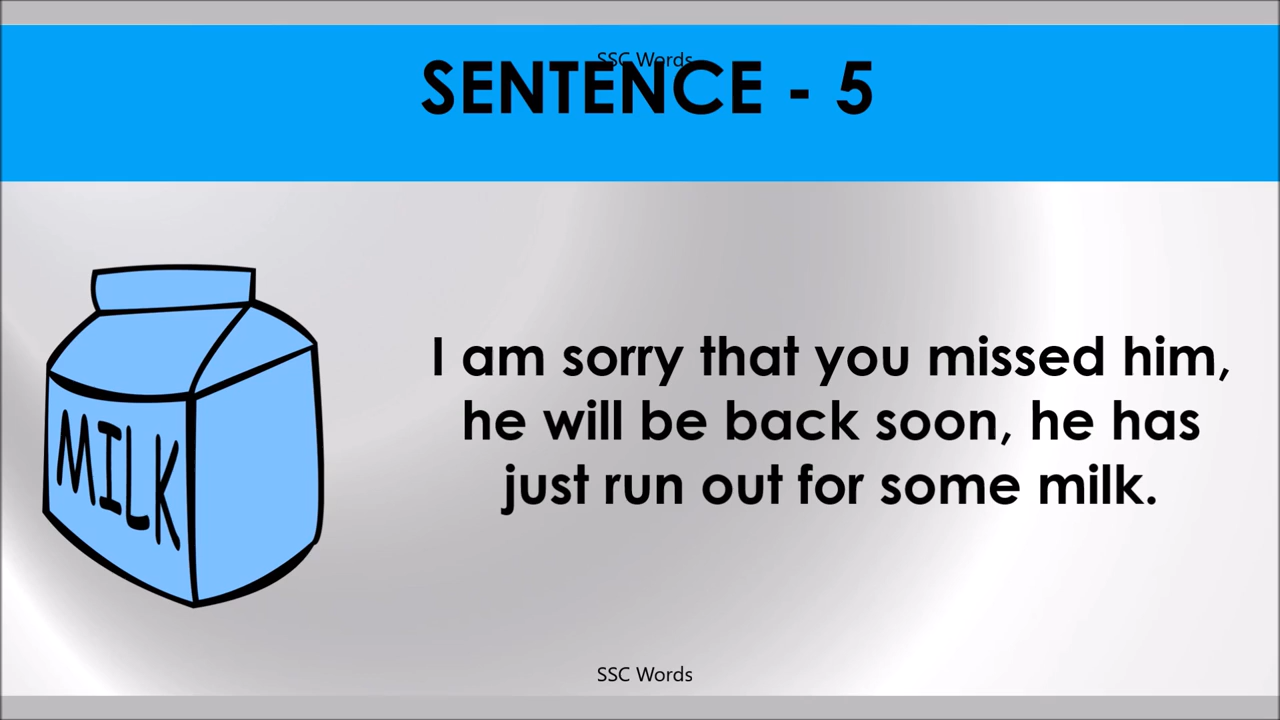 SSC Words
SENTENCE - 5
MILK
I am sorry that you missed him,
he will be back soon, he has
just run out for some milk.
SSC Words